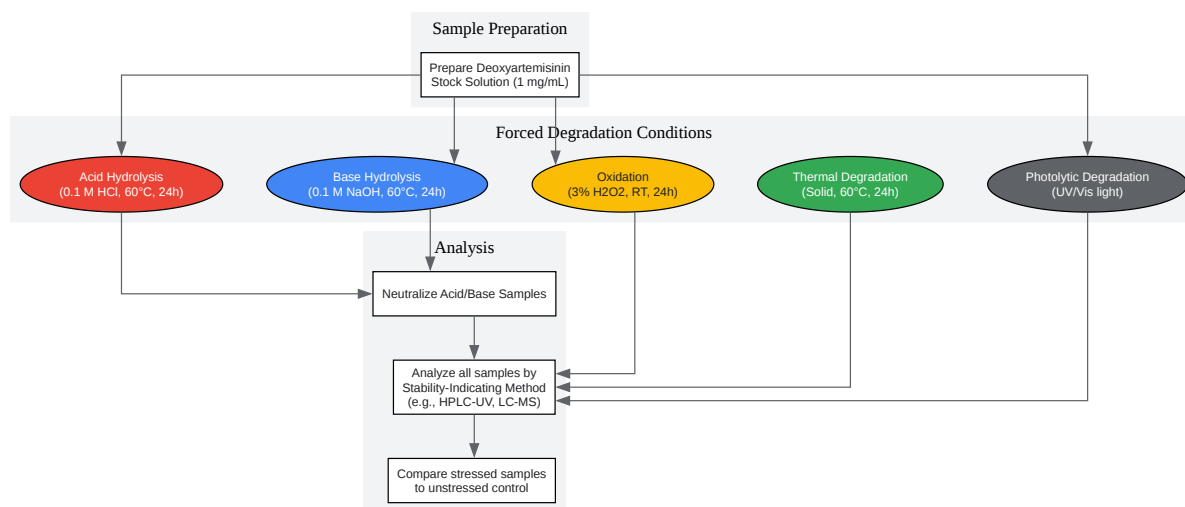 Sample Preparation
Prepare Deoxyartemisinin
Stock Solution (1 mg/mL)
Forced Degradation Conditions
Acid Hydrolysis
(0.1 M HCl, 60°C, 24h)
Base Hydrolysis
(0.1 M NaOH, 60°C, 24h)
Oxidation
(3% H2O2, RT, 24h)
Thermal Degradation
(Solid, 60°C, 24h)
Photolytic Degradation
(UV/Vis light)
Analysis
Neutralize Acid/Base Samples
Analyze all samples by
Stability-Indicating Method
(e.g., HPLC-UV, LC-MS)
Compare stressed samples
to unstressed control